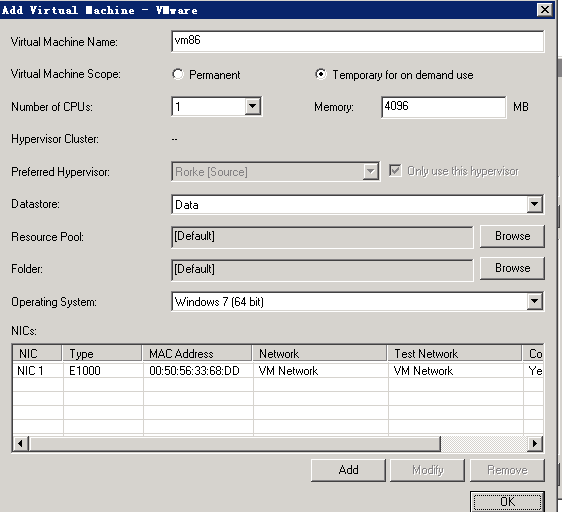 Add Virtual Machine - VMware
Virtual Machine Name: vm86
Virtual Machine Scope: Permanent Temporary for on demand use
Number of CPUs: 1 Memory: 4096 MB
Hypervisor Cluster: --
Preferred Hypervisor: Rorke [Source] Only use this hypervisor
Datastore: Data
Resource Pool: [Default] Browse
Folder: [Default] Browse
Operating System: Windows 7 (64 bit)
NICs:
NIC Type MAC Address Network Test Network Co
NIC 1 E1000 00:50:56:33:68:DD VM Network VM Network Ye
Add Modify Remove
OK